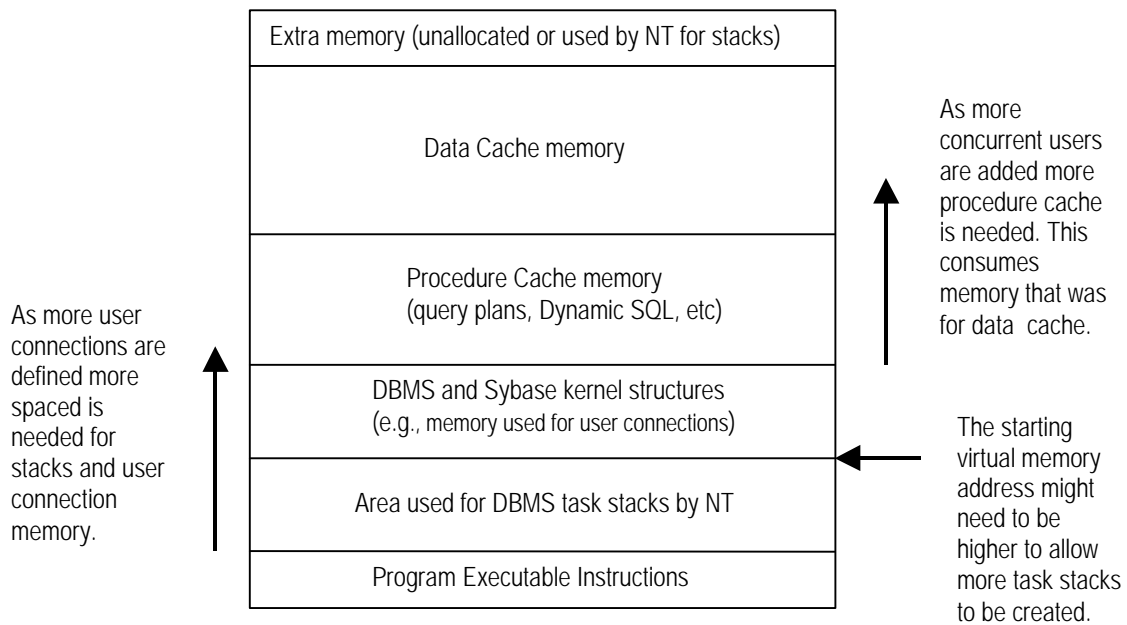 Extra memory (unallocated or used by NT for stacks)
Data Cache memory
As more
concurrent users
are added more
procedure cache
is needed. This
consumes
memory that was
for data cache.
Procedure Cache memory
(query plans, Dynamic SQL, etc)
As more user
connections are
defined more
spaced is
needed for
stacks and user
connection
memory.
DBMS and Sybase kernel structures
(e.g., memory used for user connections)
The starting
virtual memory
address might
need to be
higher to allow
more task stacks
to be created.
Area used for DBMS task stacks by NT
Program Executable Instructions